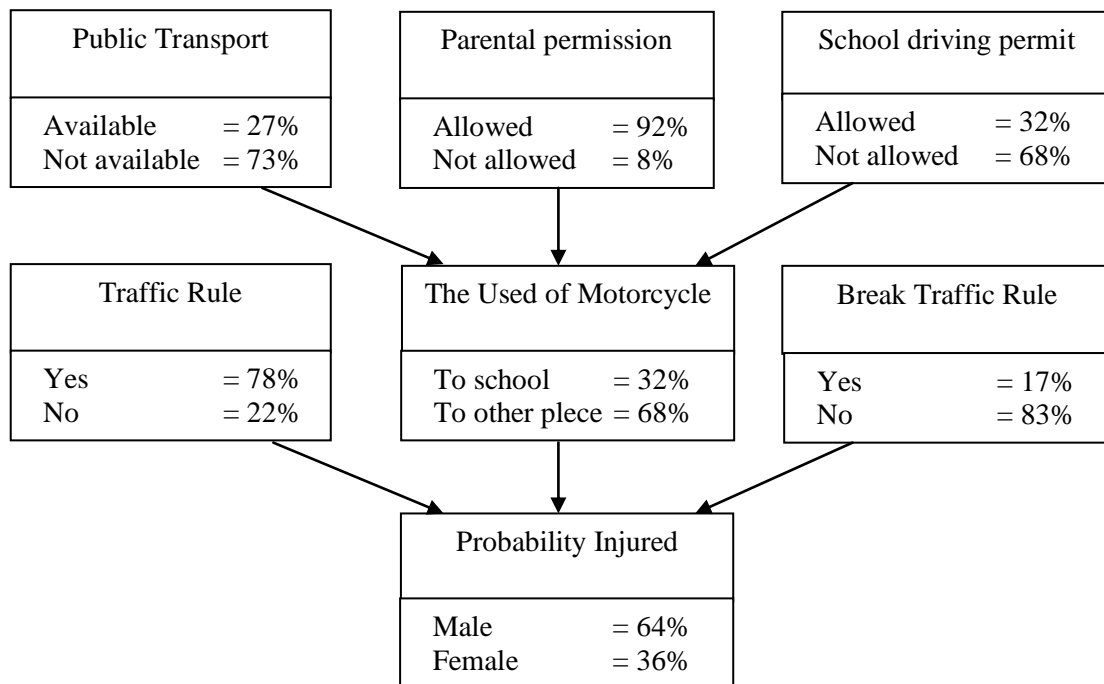 Public Transport
Available = 27%
Not available = 73%
Parental permission
Allowed = 92%
Not allowed = 8%
School driving permit
Allowed = 32%
Not allowed = 68%
Traffic Rule
Yes = 78%
No = 22%
The Used of Motorcycle
To school = 32%
To other plece = 68%
Break Traffic Rule
Yes = 17%
No = 83%
Probability Injured
Male = 64%
Female = 36%